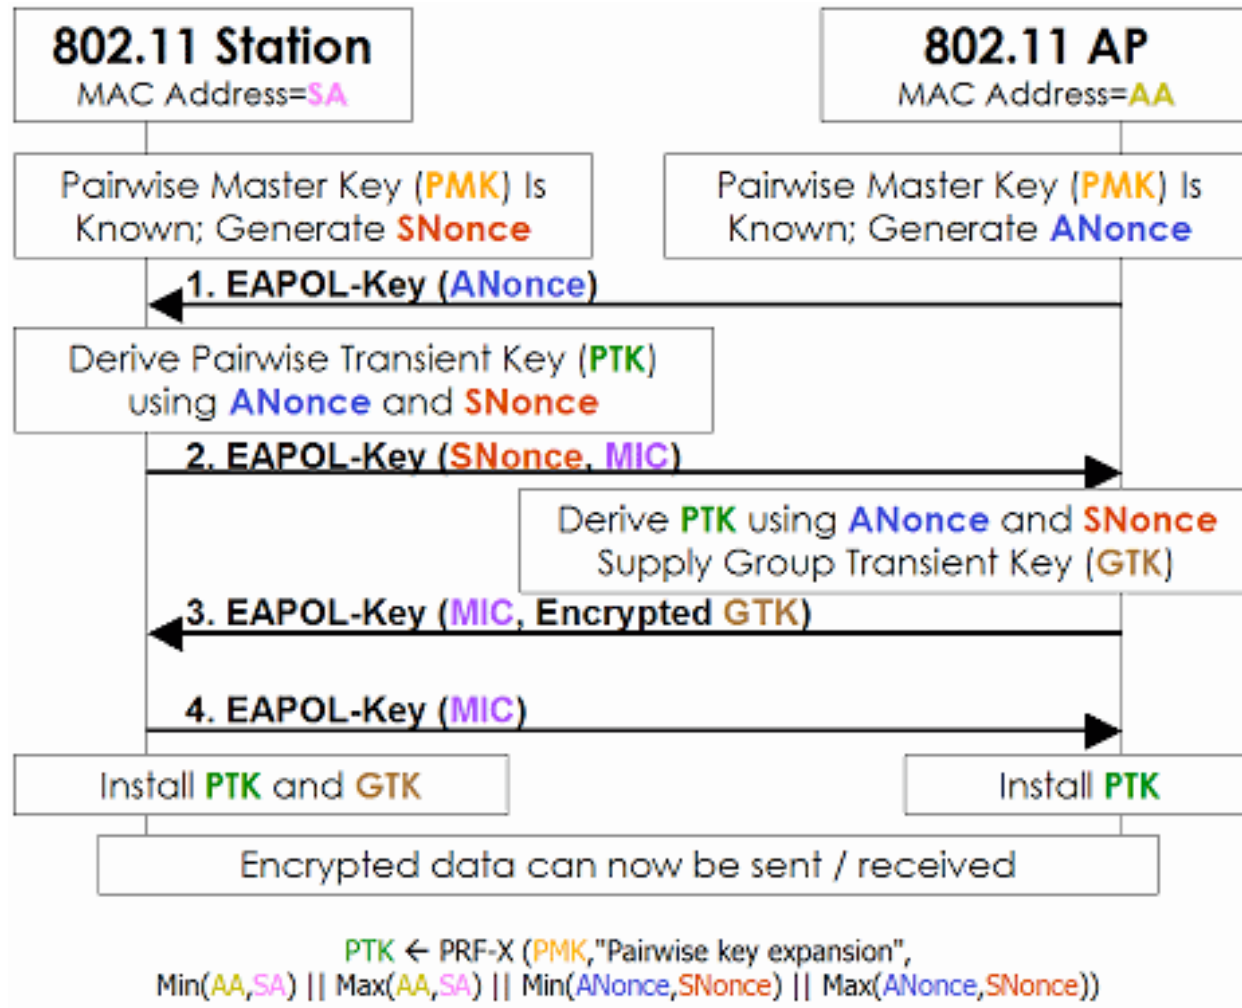 802.11 Station
MAC Address=SA
802.11 AP
MAC Address=AA
Pairwise Master Key (PMK) Is
Known; Generate SNonce
Pairwise Master Key (PMK) Is
Known; Generate ANonce
1. EAPOL-Key (ANonce)
Derive Pairwise Transient Key (PTK)
using ANonce and SNonce
2. EAPOL-Key (SNonce, MIC)
Derive PTK using ANonce and SNonce
Supply Group Transient Key (GTK)
3. EAPOL-Key (MIC, Encrypted GTK)
4. EAPOL-Key (MIC)
Install PTK and GTK
Install PTK
Encrypted data can now be sent / received
PTK ← PRF-X (PMK,"Pairwise key expansion",
Min(AA,SA) || Max(AA,SA) || Min(ANonce,SNonce) || Max(ANonce,SNonce))